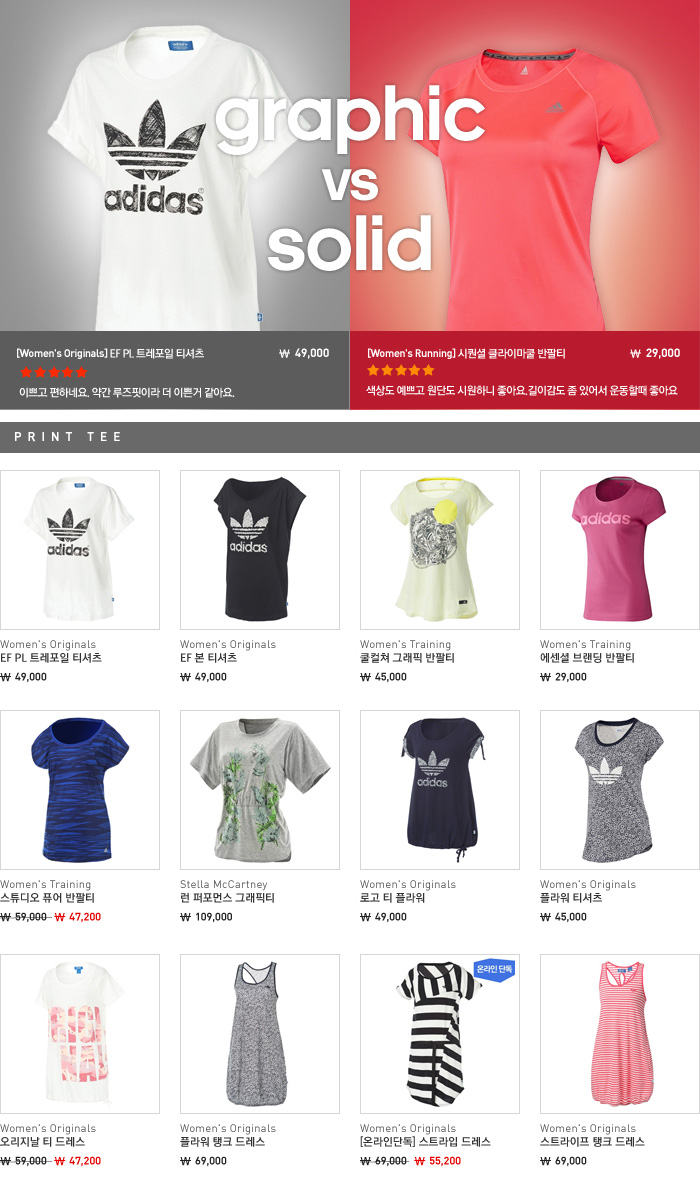 graphic
vs
solid
adidas
[Women's Originals] EF PL 트레포일 티셔츠 ₩ 49,000
이쁘고 편하네요. 약간 루즈핏이라 더 이쁜거 같아요.
[Women's Running] 시퀀셜 클라이마쿨 반팔티 ₩ 29,000
색상도 예쁘고 원단도 시원하니 좋아요.길이감도 좀 있어서 운동할때 좋아요
PRINT TEE
adidas
adidas
adidas
Women's Originals
EF PL 트레포일 티셔츠
₩ 49,000
Women's Originals
EF 본 티셔츠
₩ 49,000
Women's Training
쿨컬쳐 그래픽 반팔티
₩ 45,000
Women's Training
에센셜 브랜딩 반팔티
₩ 29,000
adidas
Women's Training
스튜디오 퓨어 반팔티
₩ 59,000 ₩ 47,200
Stella McCartney
런 퍼포먼스 그래픽티
₩ 109,000
Women's Originals
로고 티 플라워
₩ 49,000
Women's Originals
플라워 티셔츠
₩ 45,000
온라인 단독
Women's Originals
오리지날 티 드레스
₩ 59,000 ₩ 47,200
Women's Originals
플라워 탱크 드레스
₩ 69,000
Women's Originals
[온라인단독] 스트라입 드레스
₩ 69,000 ₩ 55,200
Women's Originals
스트라이프 탱크 드레스
₩ 69,000